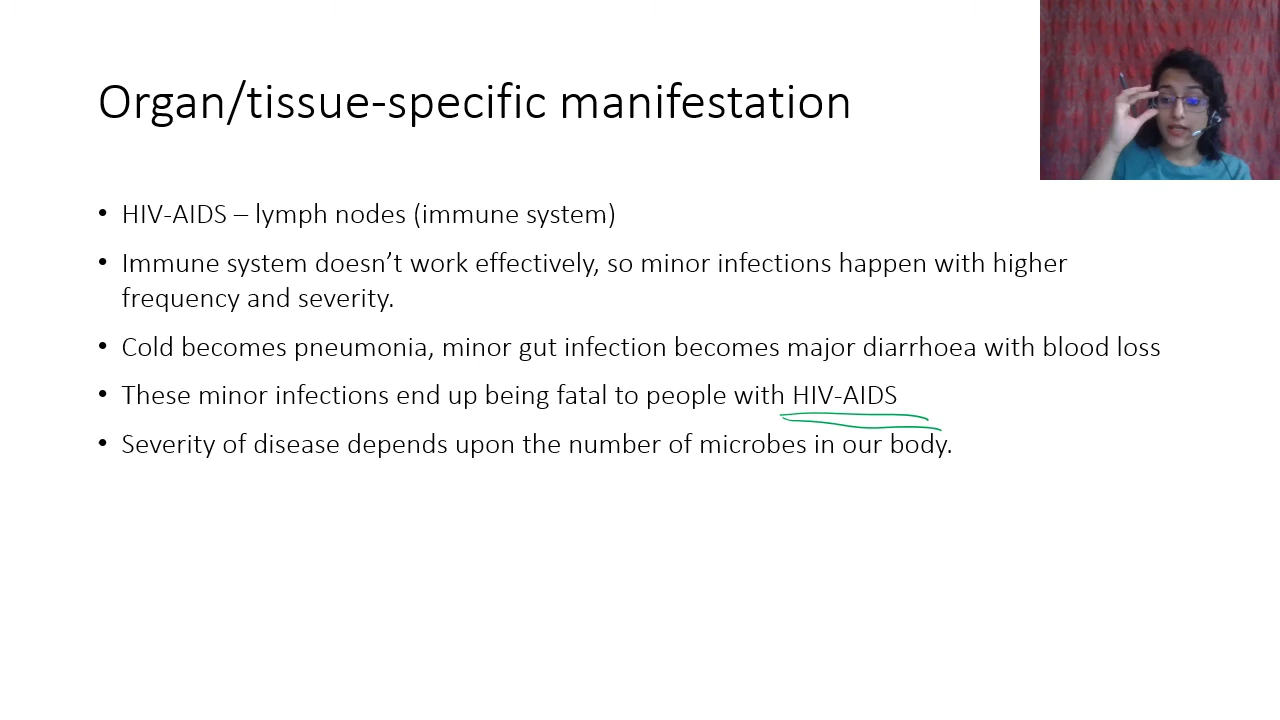 Organ/tissue-specific manifestation
• HIV-AIDS – lymph nodes (immune system)
• Immune system doesn’t work effectively, so minor infections happen with higher
frequency and severity.
• Cold becomes pneumonia, minor gut infection becomes major diarrhoea with blood loss
• These minor infections end up being fatal to people with HIV-AIDS
• Severity of disease depends upon the number of microbes in our body.